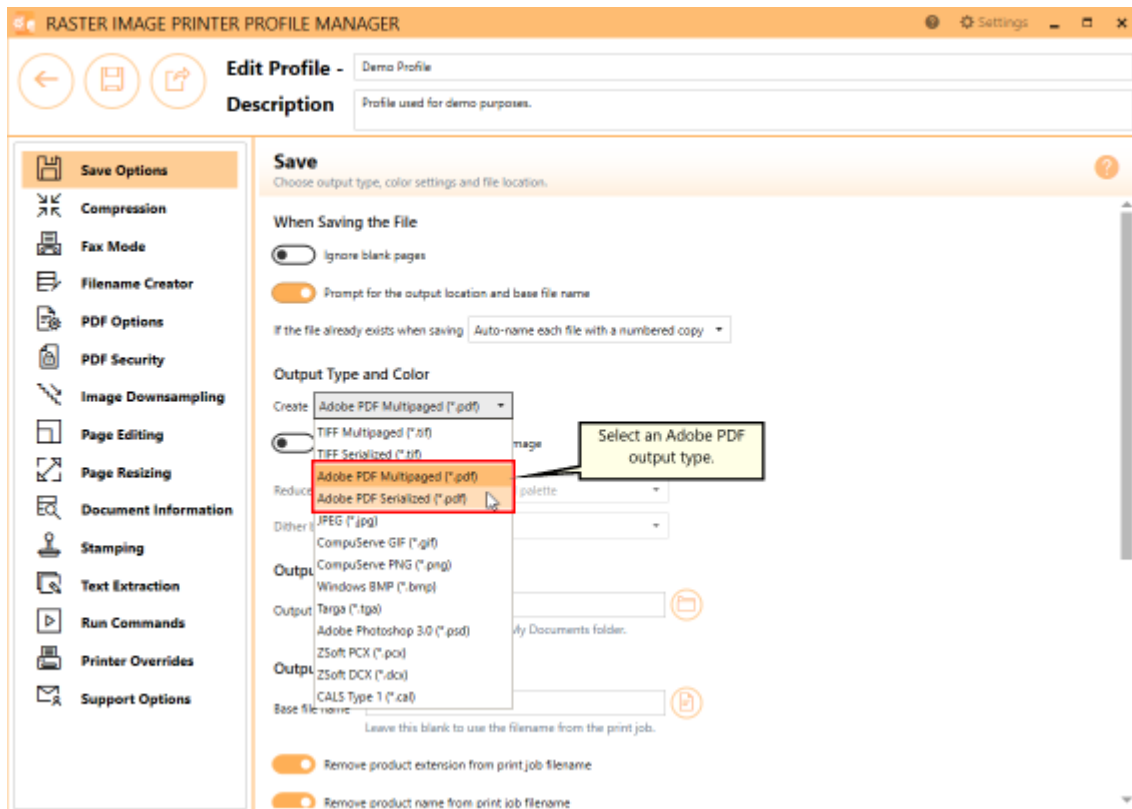 RASTER IMAGE PRINTER PROFILE MANAGER
Settings
Edit Profile - Demo Profile
Description Profile used for demo purposes.
Save Options
Compression
Fax Mode
Filename Creator
PDF Options
PDF Security
Image Downsampling
Page Editing
Page Resizing
Document Information
Stamping
Text Extraction
Run Commands
Printer Overrides
Support Options
Save
Choose output type, color settings and file location.
When Saving the File
Ignore blank pages
Prompt for the output location and base file name
If the file already exists when saving Auto-name each file with a numbered copy
Output Type and Color
Create Adobe PDF Multipaged (*.pdf)
TIFF Multipaged (*.tif)
mage
TIFF Serialized (*.tif)
Adobe PDF Multipaged (*.pdf)
Reduce palette
Adobe PDF Serialized (*.pdf)
JPEG (*.jpg)
Dither
CompuServe GIF (*.gif)
CompuServe PNG (*.png)
Outpu
Windows BMP (*.bmp)
Output Targa (*.tga)
Adobe Photoshop 3.0 (*.psd) My Documents folder.
ZSoft PCX (*.pcx)
Outpu
ZSoft DCX (*.dcx)
CALS Type 1 (*.cal)
Base file name
Leave this blank to use the filename from the print job.
Remove product extension from print job filename
Remove product name from print job filename
Select an Adobe PDF
output type.